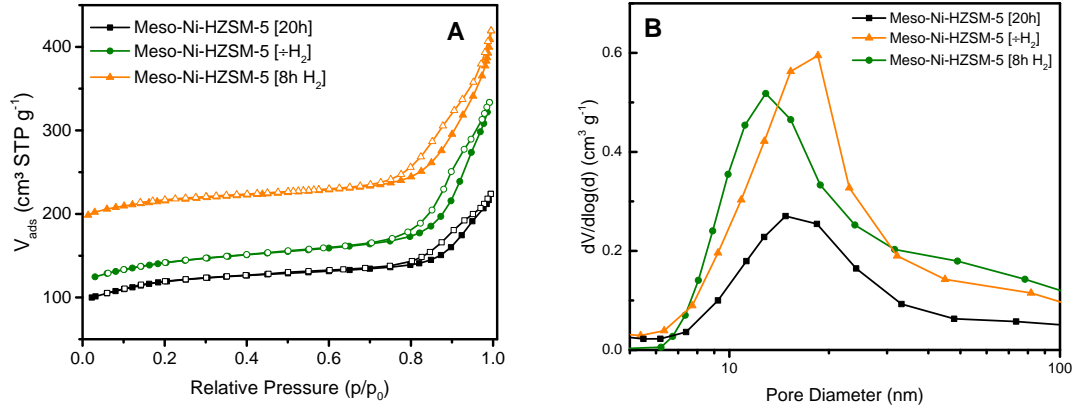 A
Meso-Ni-HZSM-5 [20h]
Meso-Ni-HZSM-5 [÷H₂]
Meso-Ni-HZSM-5 [8h H₂]
400
300
200
100
0.0 0.2 0.4 0.6 0.8 1.0
V_ads (cm³ STP g⁻¹)
Relative Pressure (p/p₀)
B
Meso-Ni-HZSM-5 [20h]
Meso-Ni-HZSM-5 [÷H₂]
Meso-Ni-HZSM-5 [8h H₂]
0.6
0.4
0.2
0.0
10 100
dV/dlog(d) (cm³ g⁻¹)
Pore Diameter (nm)